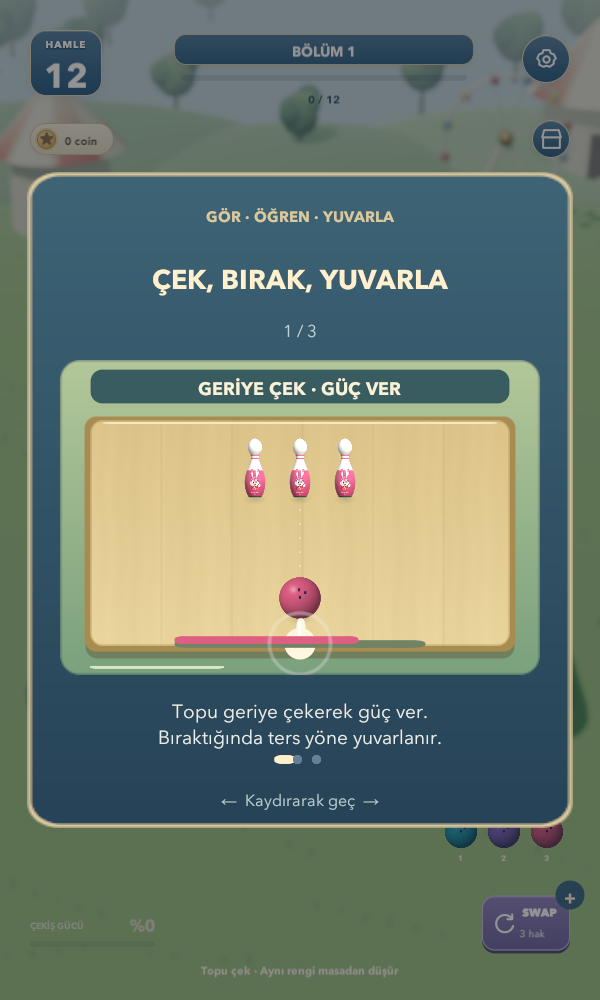 HAMLE
12
BÖLÜM 1
0 / 12
0 coin
GÖR · ÖĞREN · YUVARLA
ÇEK, BIRAK, YUVARLA
1 / 3
GERİYE ÇEK · GÜÇ VER
Topu geriye çekerek güç ver.
Bıraktığında ters yöne yuvarlanır.
← Kaydırarak geç →
1 2 3
ÇEKİŞ GÜCÜ %0
SWAP
3 hak
+
Topu çek · Aynı rengi masadan düşür